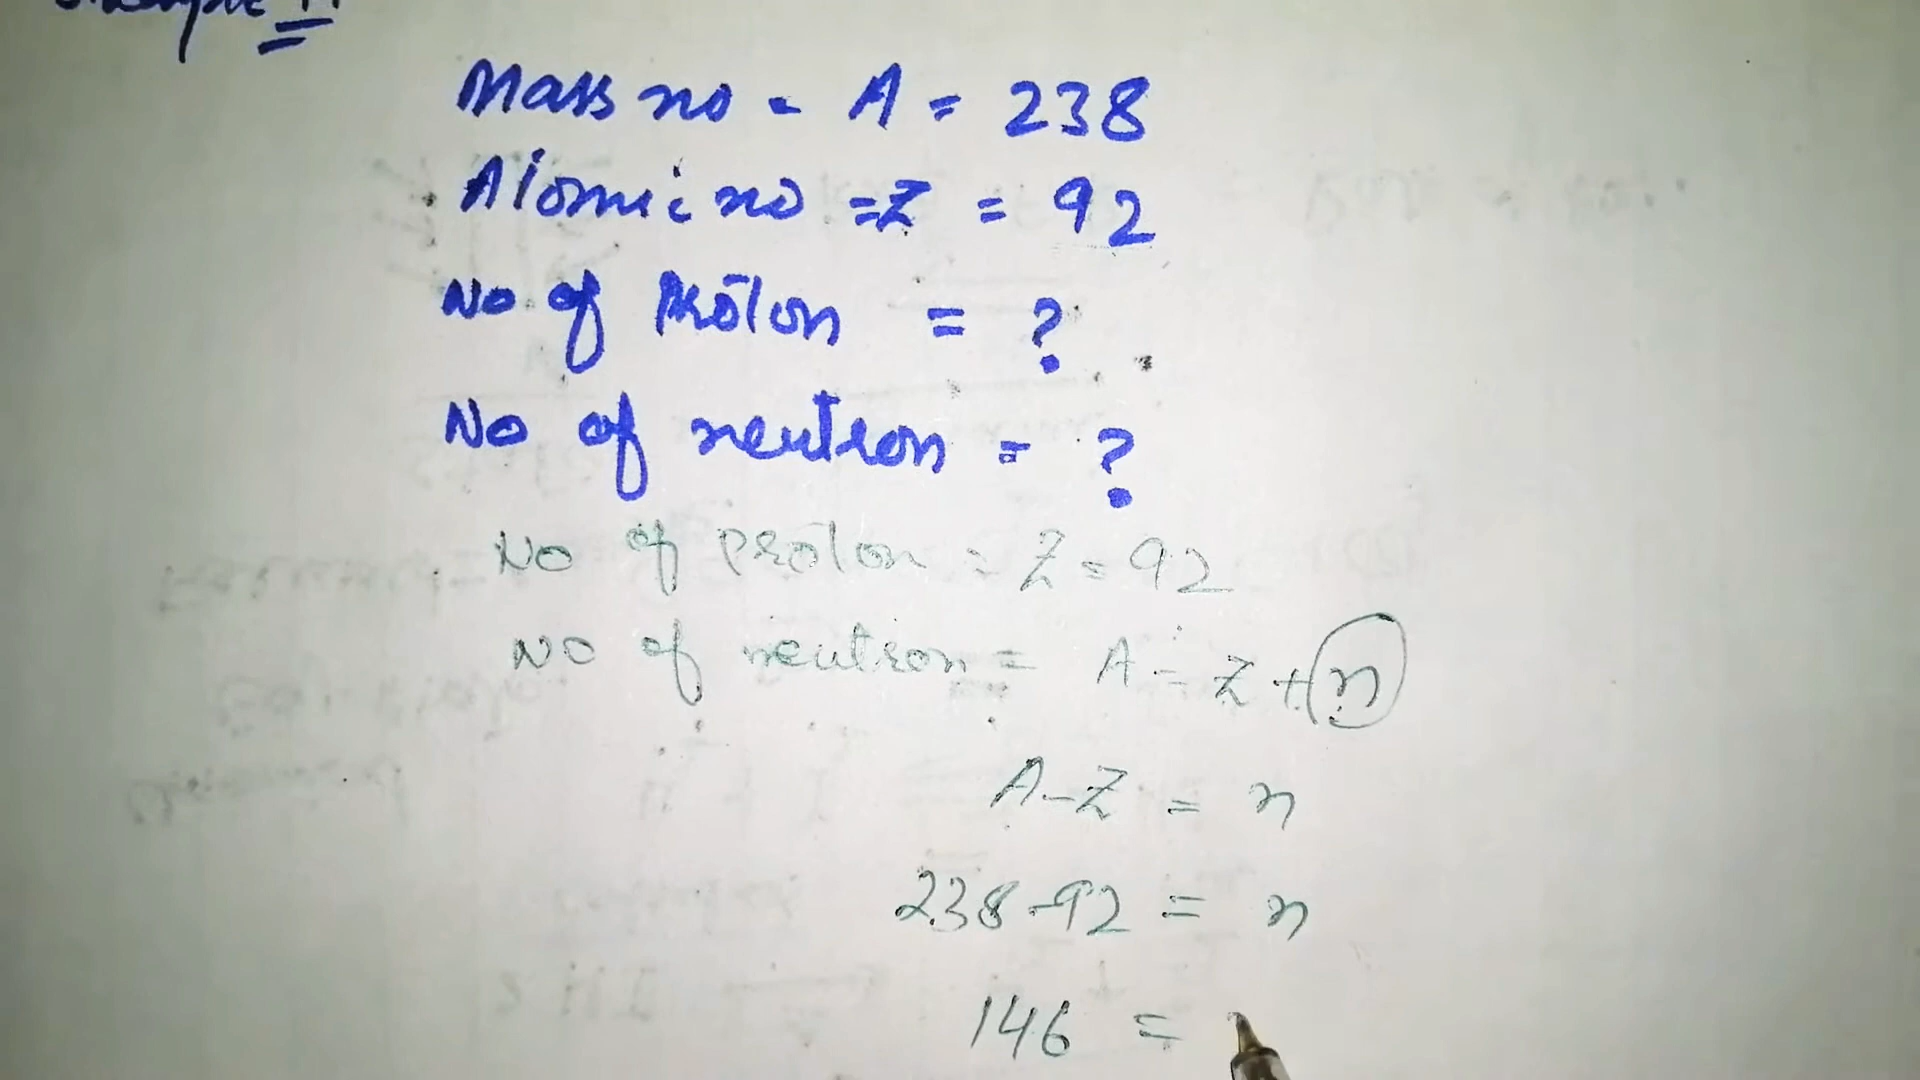 Mass no - A = 238
Atomic no = Z = 92
No of Proton = ?
No of neutron = ?
No of proton = Z = 92
No of neutron = A = Z + n
A - Z = n
238 - 92 = n
146 =